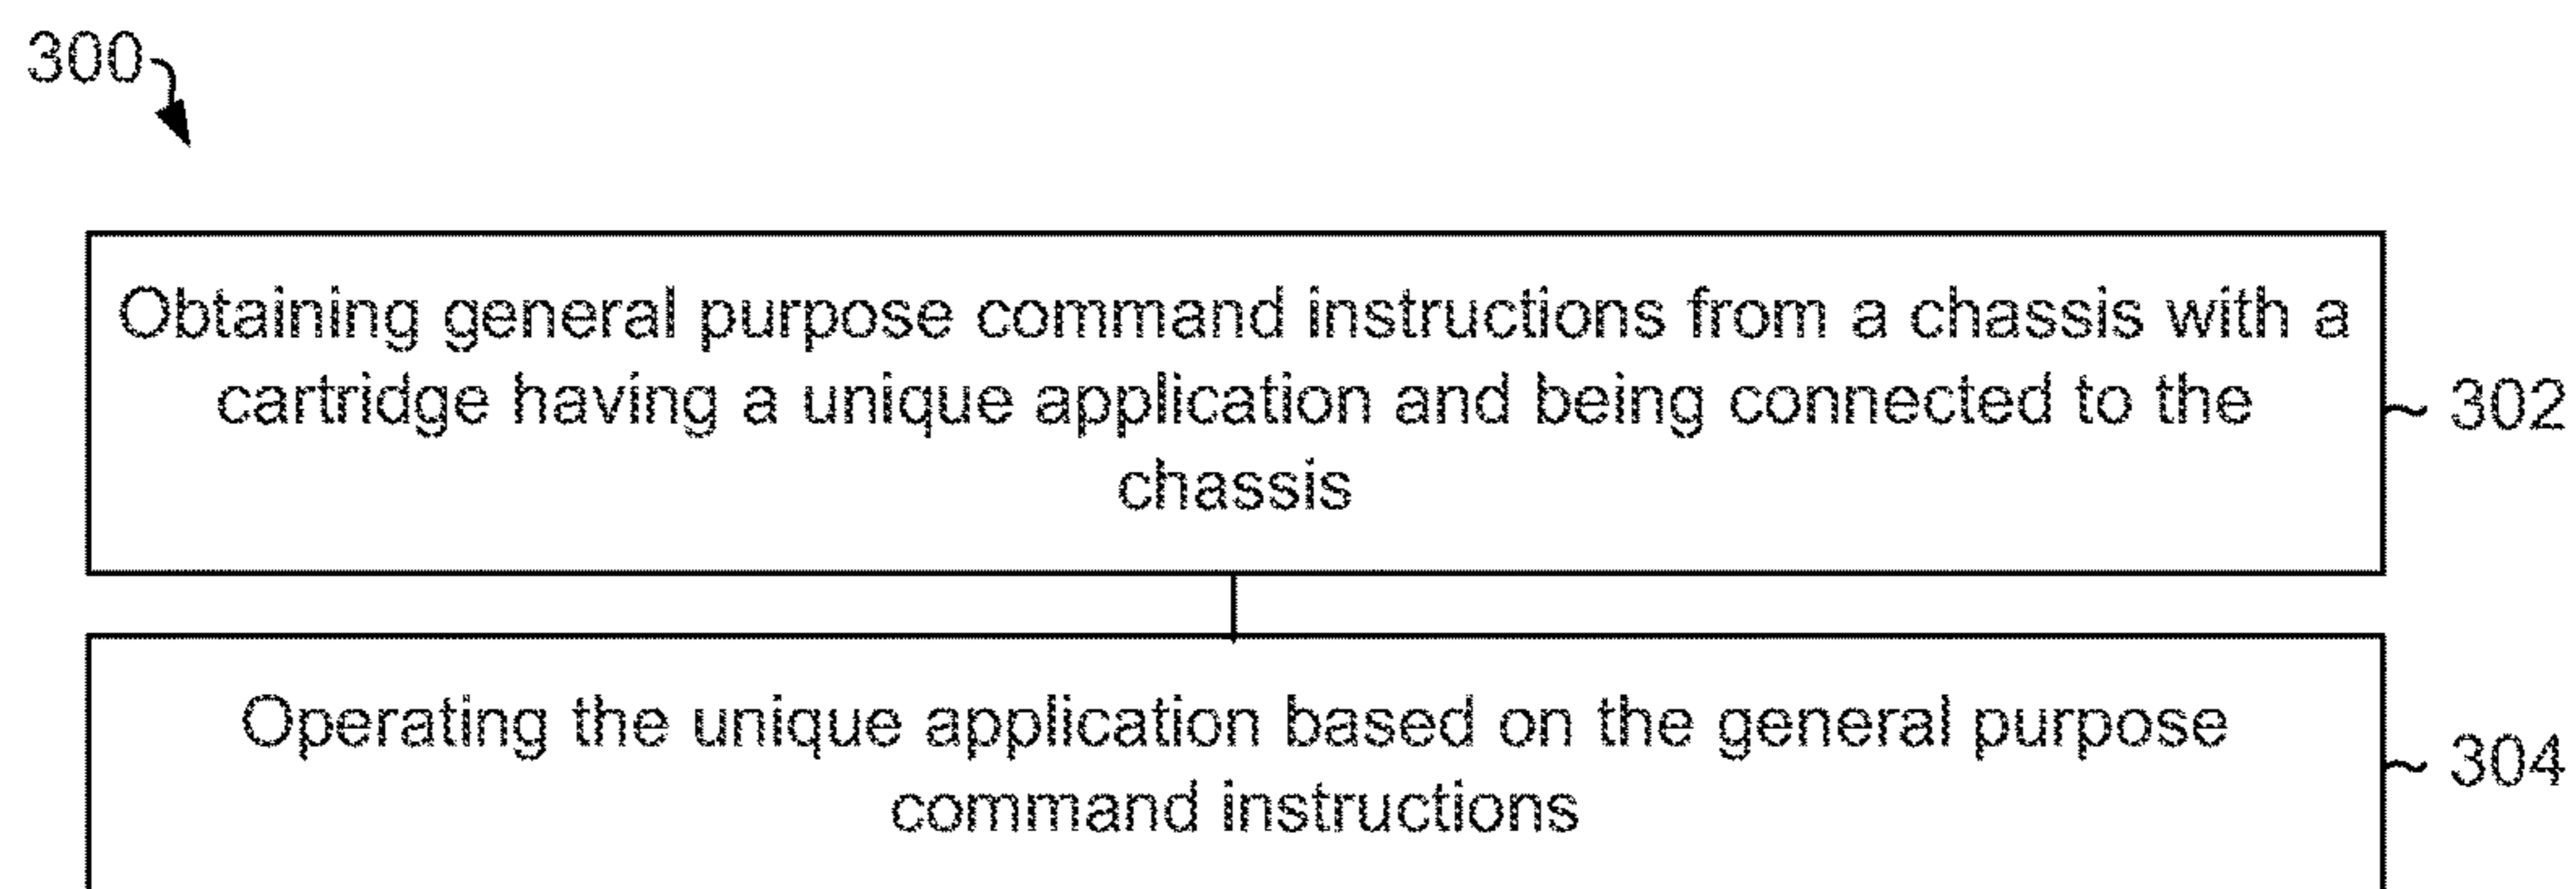 300
Obtaining general purpose command instructions from a chassis with a
cartridge having a unique application and being connected to the
chassis
302
Operating the unique application based on the general purpose
command instructions
304